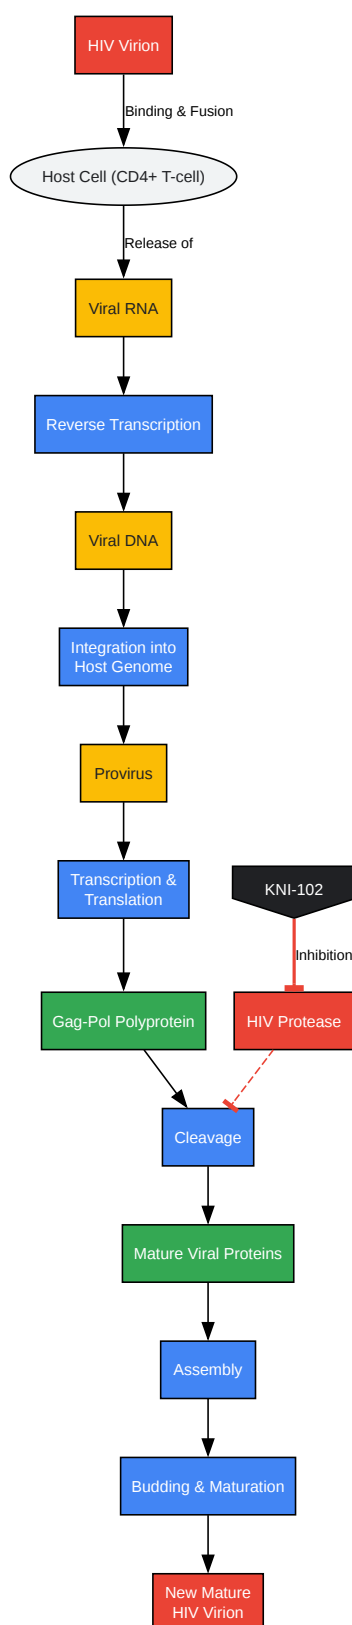 HIV Virion
Binding & Fusion
Host Cell (CD4+ T-cell)
Release of
Viral RNA
Reverse Transcription
Viral DNA
Integration into
Host Genome
Provirus
Transcription &
Translation
KNI-102
Inhibition
Gag-Pol Polyprotein
HIV Protease
Cleavage
Mature Viral Proteins
Assembly
Budding & Maturation
New Mature
HIV Virion